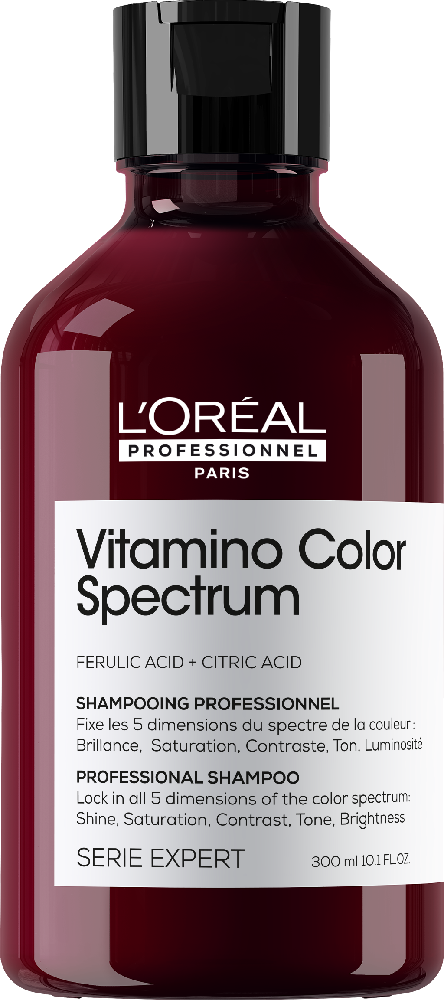 L'ORÉAL
PROFESSIONNEL
PARIS
Vitamino Color
Spectrum
FERULIC ACID + CITRIC ACID
SHAMPOOING PROFESSIONNEL
Fixe les 5 dimensions du spectre de la couleur :
Brillance, Saturation, Contraste, Ton, Luminosité
PROFESSIONAL SHAMPOO
Lock in all 5 dimensions of the color spectrum:
Shine, Saturation, Contrast, Tone, Brightness
SERIE EXPERT
300 ml 10.1 FL.OZ.